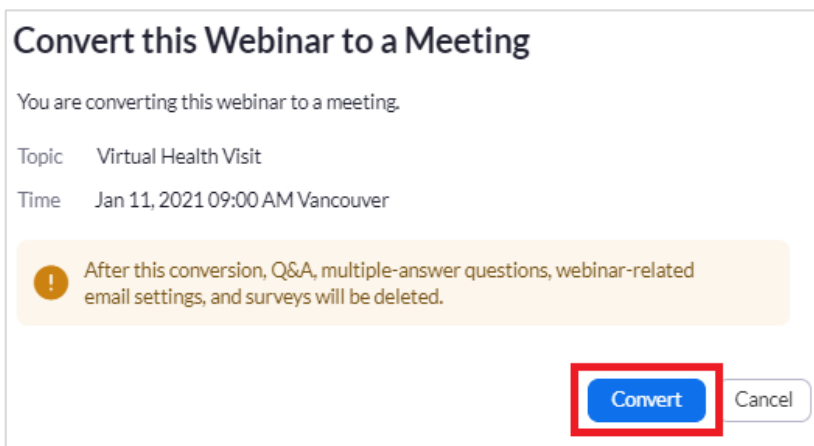 Convert this Webinar to a Meeting
You are converting this webinar to a meeting.
Topic Virtual Health Visit
Time Jan 11, 2021 09:00 AM Vancouver
! After this conversion, Q&A, multiple-answer questions, webinar-related
email settings, and surveys will be deleted.
Convert Cancel